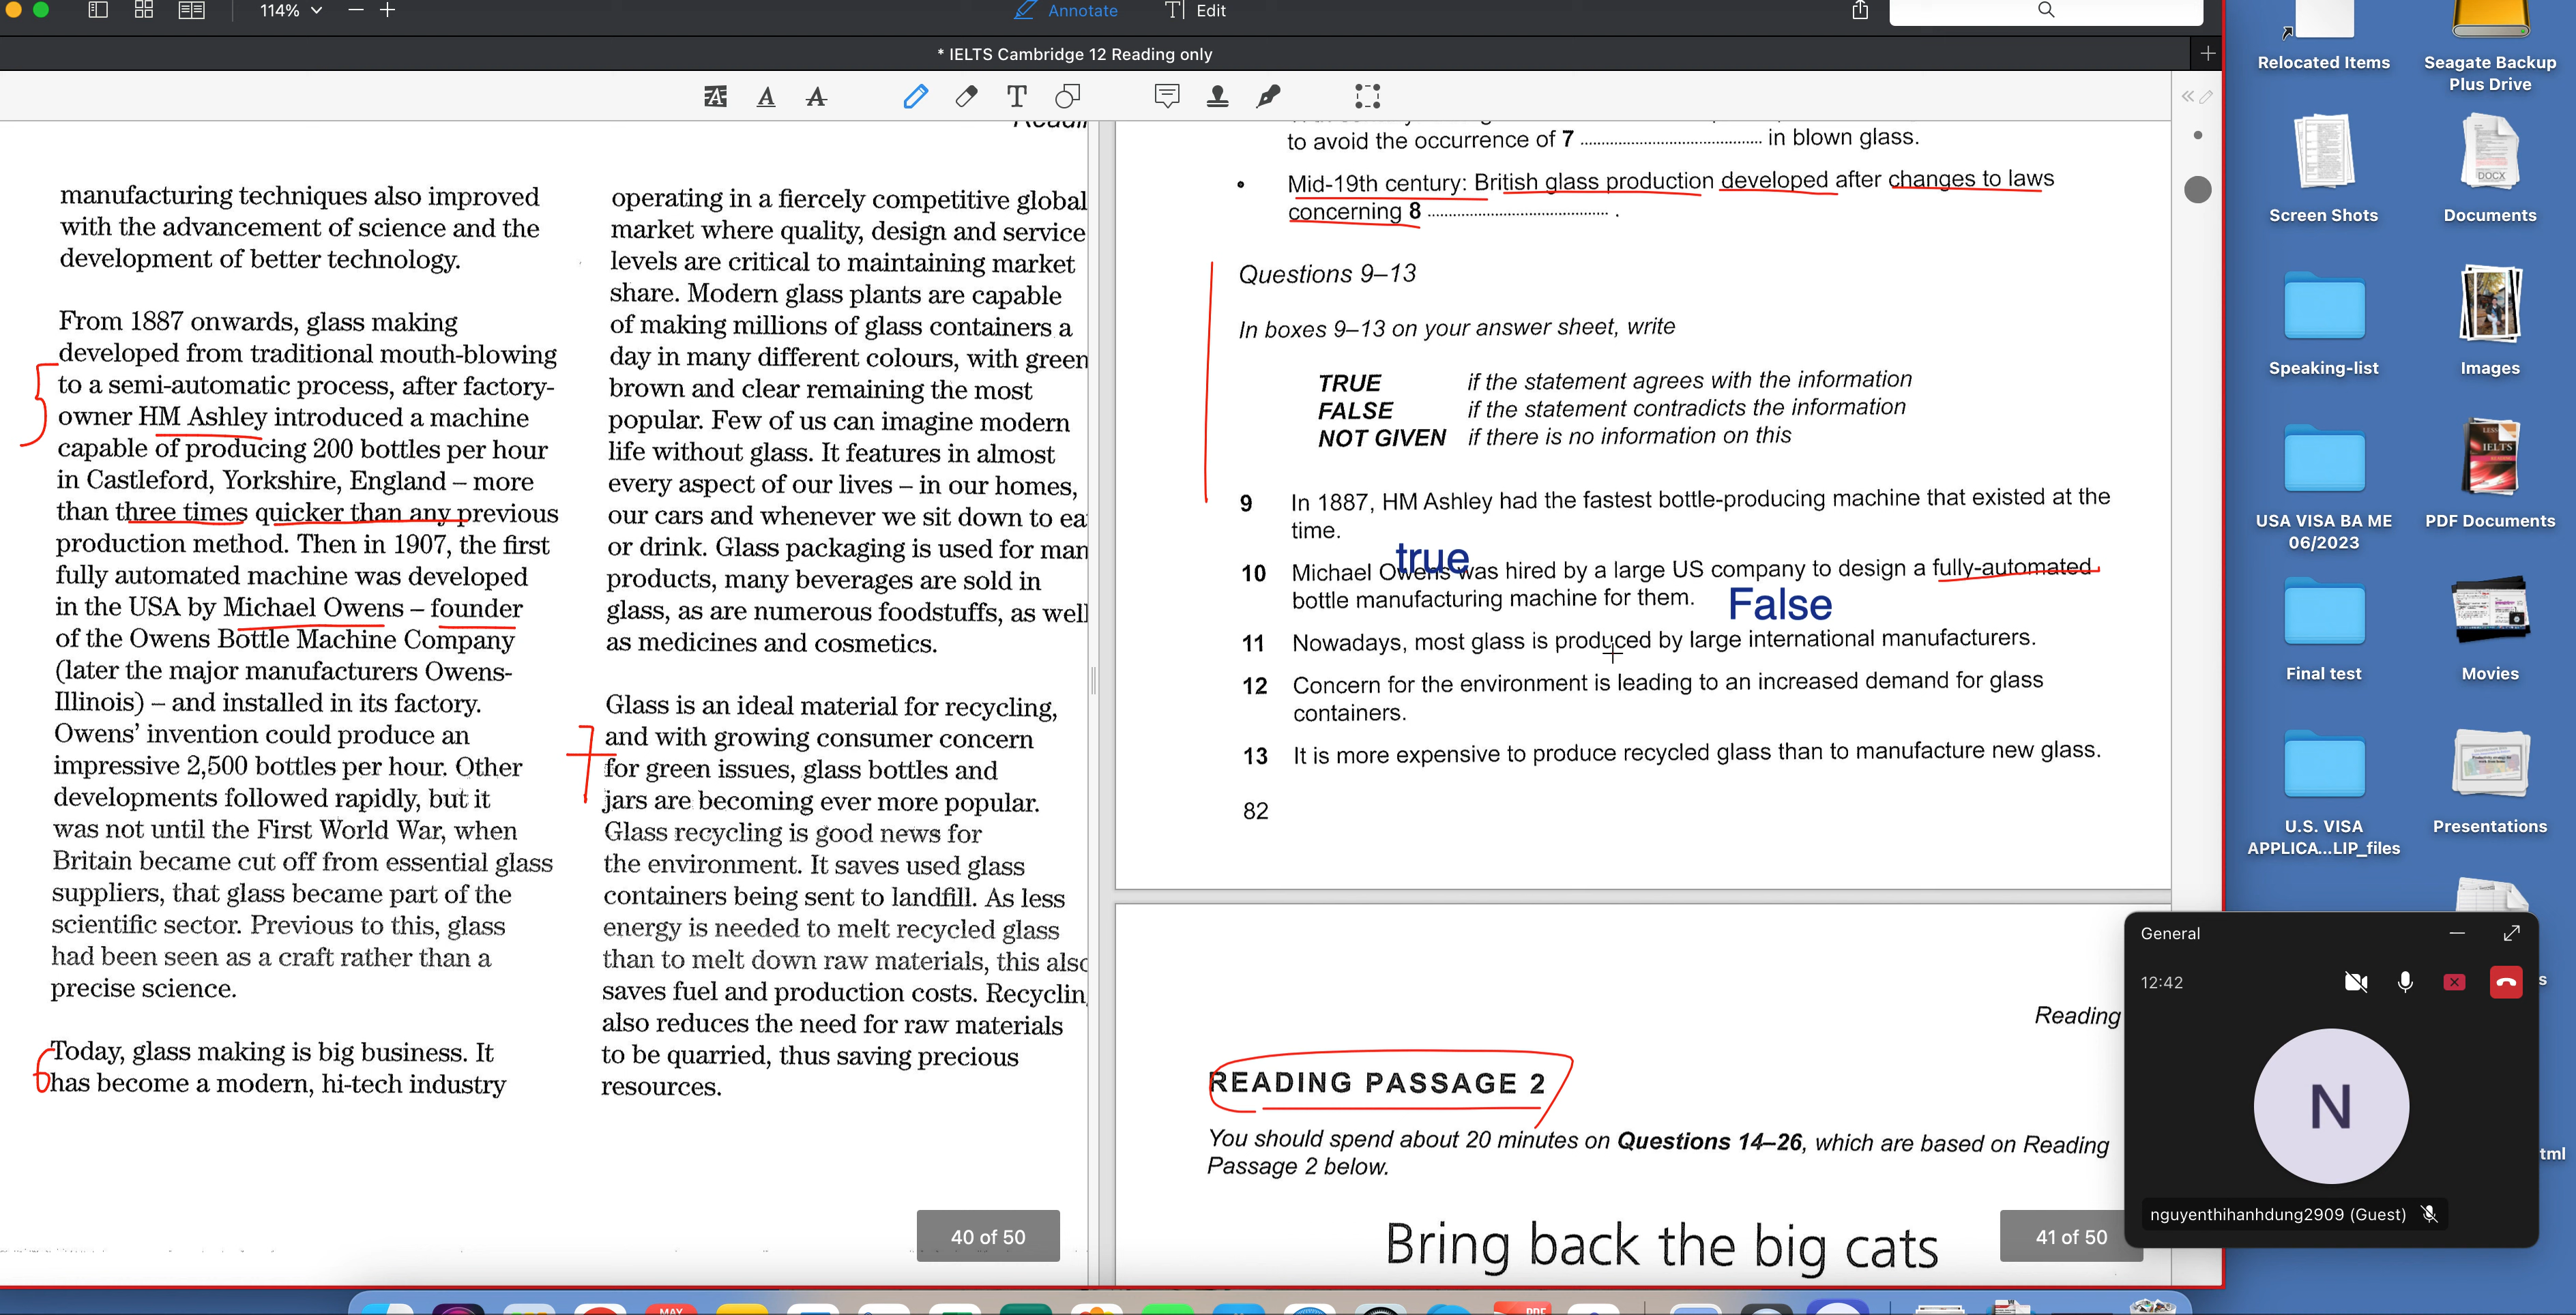 114%
Annotate
Edit
* IELTS Cambridge 12 Reading only
manufacturing techniques also improved
with the advancement of science and the
development of better technology.
From 1887 onwards, glass making
developed from traditional mouth-blowing
to a semi-automatic process, after factory-
owner HM Ashley introduced a machine
capable of producing 200 bottles per hour
in Castleford, Yorkshire, England – more
than three times quicker than any previous
production method. Then in 1907, the first
fully automated machine was developed
in the USA by Michael Owens – founder
of the Owens Bottle Machine Company
(later the major manufacturers Owens-
Illinois) – and installed in its factory.
Owens' invention could produce an
impressive 2,500 bottles per hour. Other
developments followed rapidly, but it
was not until the First World War, when
Britain became cut off from essential glass
suppliers, that glass became part of the
scientific sector. Previous to this, glass
had been seen as a craft rather than a
precise science.
6
Today, glass making is big business. It
has become a modern, hi-tech industry
operating in a fiercely competitive global
market where quality, design and service
levels are critical to maintaining market
share. Modern glass plants are capable
of making millions of glass containers a
day in many different colours, with green
brown and clear remaining the most
popular. Few of us can imagine modern
life without glass. It features in almost
every aspect of our lives – in our homes,
our cars and whenever we sit down to ea
or drink. Glass packaging is used for man
products, many beverages are sold in
glass, as are numerous foodstuffs, as well
as medicines and cosmetics.
7
Glass is an ideal material for recycling,
and with growing consumer concern
for green issues, glass bottles and
jars are becoming ever more popular.
Glass recycling is good news for
the environment. It saves used glass
containers being sent to landfill. As less
energy is needed to melt recycled glass
than to melt down raw materials, this also
saves fuel and production costs. Recyclin
also reduces the need for raw materials
to be quarried, thus saving precious
resources.
40 of 50
to avoid the occurrence of 7 .................................... in blown glass.
• Mid-19th century: British glass production developed after changes to laws
concerning 8 .................................... .
Questions 9–13
In boxes 9–13 on your answer sheet, write
TRUE if the statement agrees with the information
FALSE if the statement contradicts the information
NOT GIVEN if there is no information on this
9 In 1887, HM Ashley had the fastest bottle-producing machine that existed at the
time.
true
10 Michael Owens was hired by a large US company to design a fully-automated
bottle manufacturing machine for them.
False
11 Nowadays, most glass is produced by large international manufacturers.
12 Concern for the environment is leading to an increased demand for glass
containers.
13 It is more expensive to produce recycled glass than to manufacture new glass.
82
Reading
READING PASSAGE 2
You should spend about 20 minutes on Questions 14–26, which are based on Reading
Passage 2 below.
Bring back the big cats
41 of 50
Relocated Items
Seagate Backup
Plus Drive
Screen Shots
DOCX
Documents
Speaking-list
Images
USA VISA BA ME
06/2023
IELTS
PDF Documents
Final test
Movies
U.S. VISA
APPLICA...LIP_files
Presentations
General
12:42
N
nguyenthihanhdung2909 (Guest)
s
tml
MAY
PDF